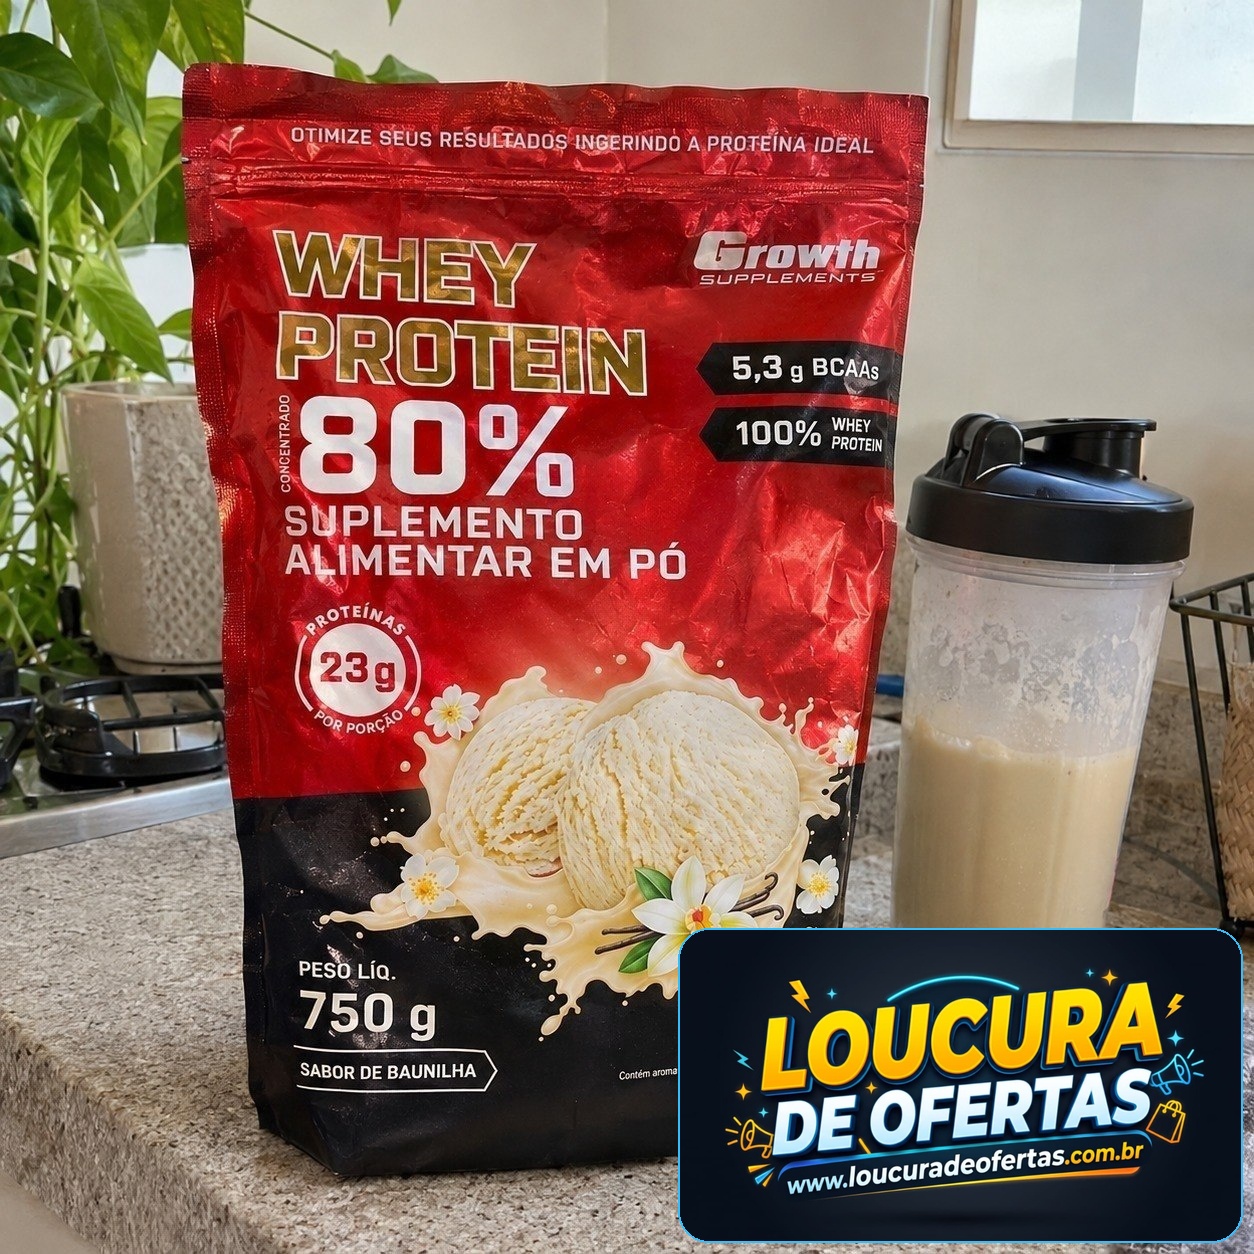 OTIMIZE SEUS RESULTADOS INGERINDO A PROTEÍNA IDEAL
WHEY
PROTEIN
Growth
SUPPLEMENTS
5,3 g BCAAs
100% WHEY
PROTEIN
CONCENTRADO
80%
SUPLEMENTO
ALIMENTAR EM PÓ
PROTEÍNAS
23g
POR PORÇÃO
PESO LÍQ.
750 g
SABOR DE BAUNILHA
Contém aroma
LOUCURA
DE OFERTAS
www.loucuradeofertas.com.br